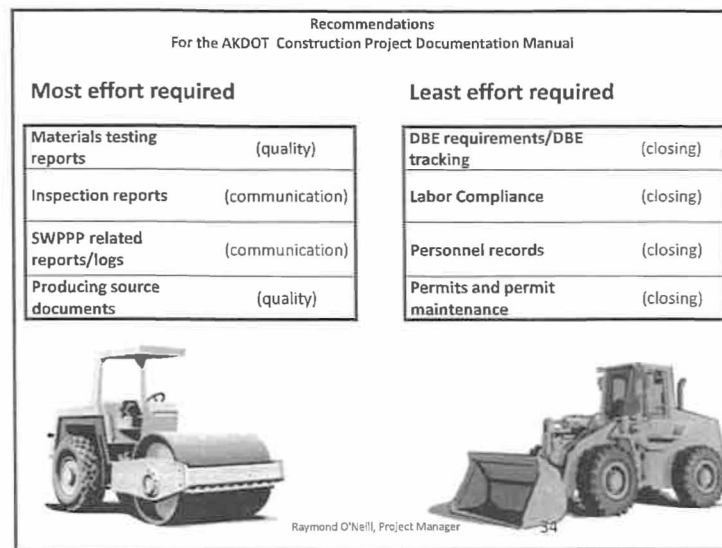 Recommendations
For the AKDOT Construction Project Documentation Manual
Most effort required
Materials testing
reports (quality)
Inspection reports (communication)
SWPPP related
reports/logs (communication)
Producing source
documents (quality)
Least effort required
DBE requirements/DBE
tracking (closing)
Labor Compliance (closing)
Personnel records (closing)
Permits and permit
maintenance (closing)
Raymond O'Neill, Project Manager
34